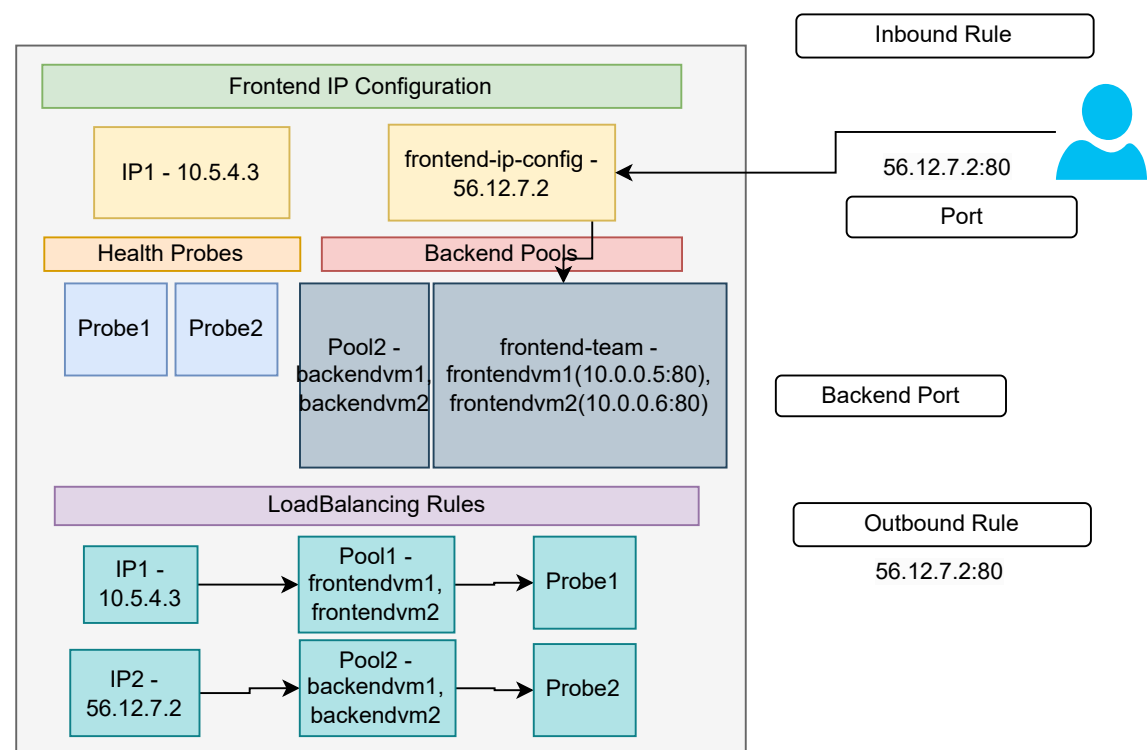 Inbound Rule
Frontend IP Configuration
IP1 - 10.5.4.3
frontend-ip-config -
56.12.7.2
56.12.7.2:80
Port
Health Probes
Backend Pools
Probe1
Probe2
Pool2 -
backendvm1,
backendvm2
frontend-team -
frontendvm1(10.0.0.5:80),
frontendvm2(10.0.0.6:80)
Backend Port
LoadBalancing Rules
Outbound Rule
56.12.7.2:80
IP1 -
10.5.4.3
Pool1 -
frontendvm1,
frontendvm2
Probe1
IP2 -
56.12.7.2
Pool2 -
backendvm1,
backendvm2
Probe2